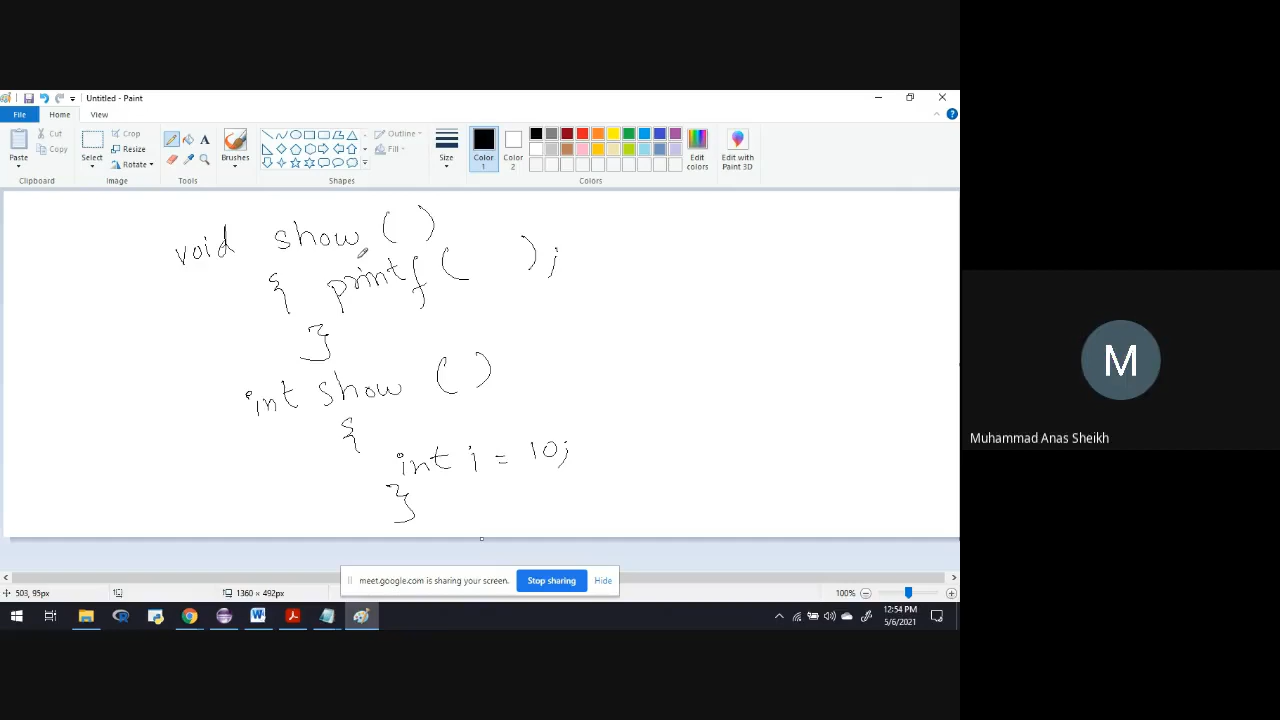 Untitled - Paint
File Home View
Paste
Cut
Copy
Clipboard
Select
Crop
Resize
Rotate
Image
Tools
Brushes
Shapes
Outline
Fill
Size
Color 1
Color 2
Colors
Edit colors
Edit with Paint 3D
void show ( )
{ printf ( );
}
int show ( )
{
int i = 10;
}
M
Muhammad Anas Sheikh
meet.google.com is sharing your screen. Stop sharing Hide
503, 95px 1360 × 492px 100%
12:54 PM
5/6/2021